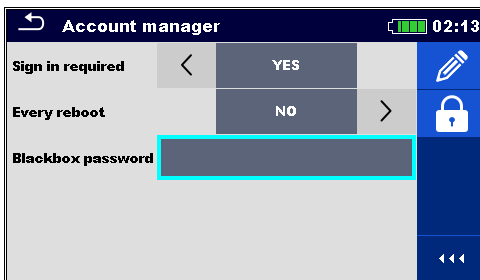 Account manager 02:13
Sign in required YES
Every reboot NO
Blackbox password